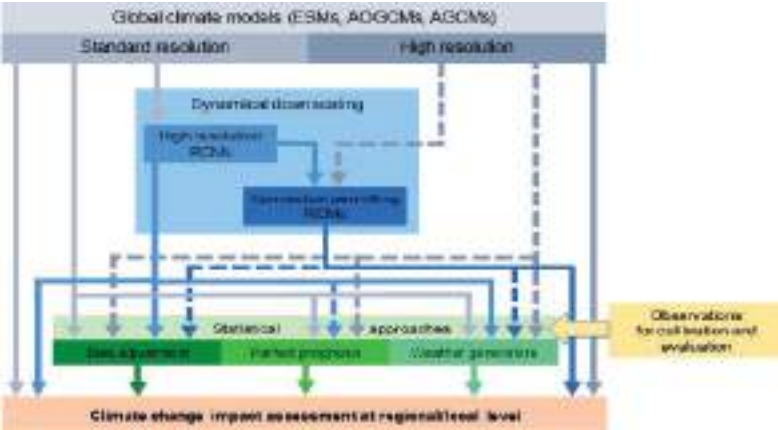 Global climate models (ESMs, AOGCMs, AGCMs)
Standard resolution
High resolution
Dynamical downscaling
High resolution
RCMs
Convection permitting
RCMs
Statistical approaches
Bias adjustment
Perfect prognosis
Weather generators
Observations
for calibration and
evaluation
Climate change impact assessment at regional/local level